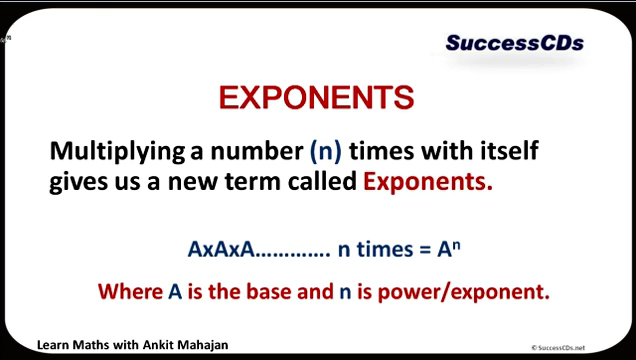 SuccessCDs
EXPONENTS
Multiplying a number (n) times with itself
gives us a new term called Exponents.
AxAxA............. n times = Aⁿ
Where A is the base and n is power/exponent.
Learn Maths with Ankit Mahajan
© SuccessCDs.net